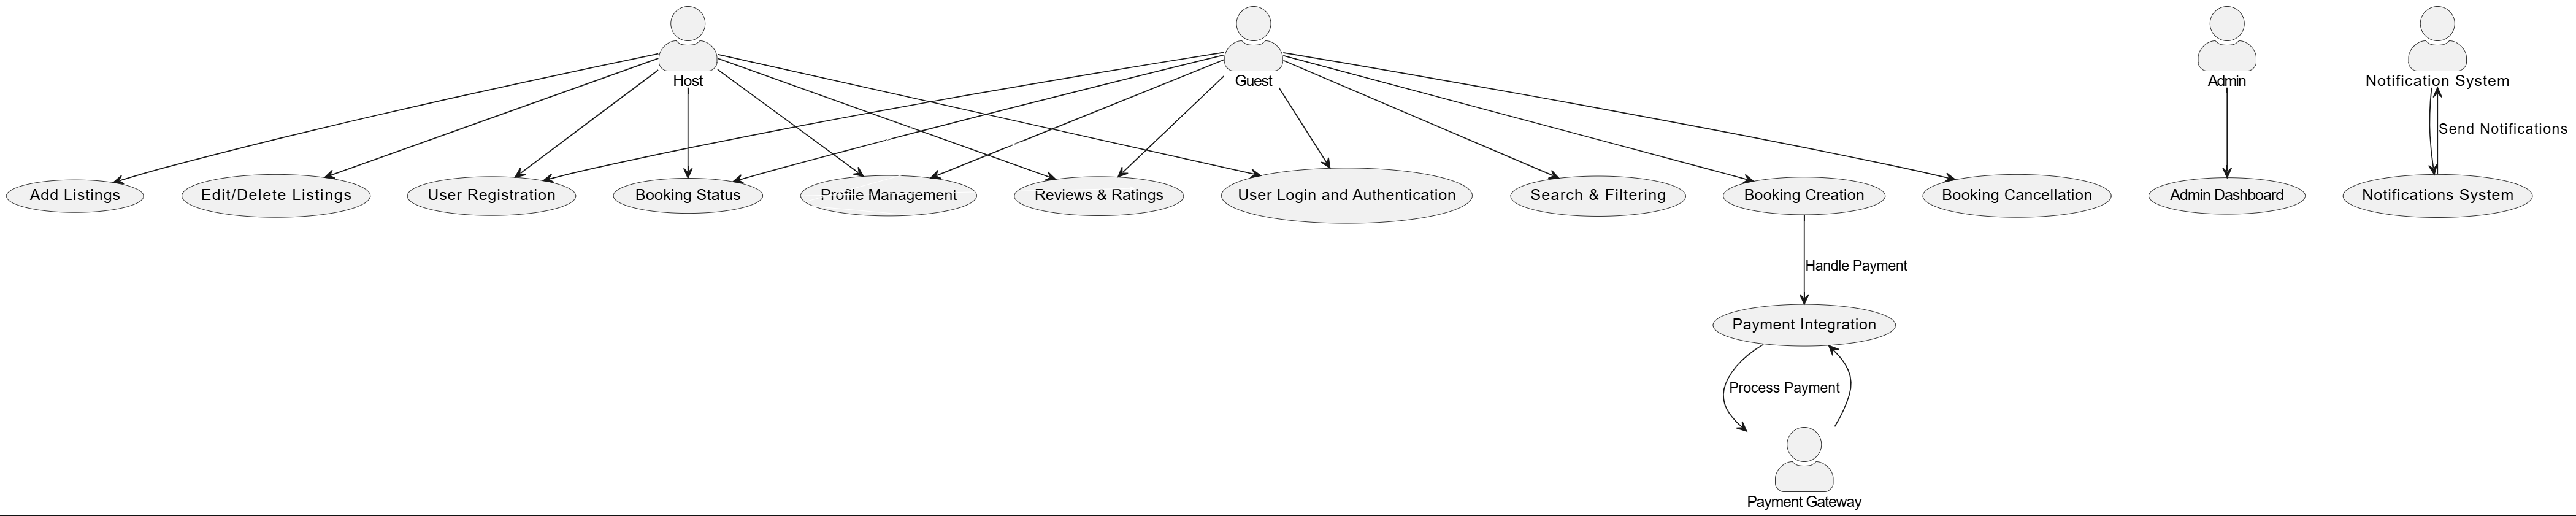 Host
Guest
Admin
Notification System
Send Notifications
Add Listings
Edit/Delete Listings
User Registration
Booking Status
Profile Management
Reviews & Ratings
User Login and Authentication
Search & Filtering
Booking Creation
Booking Cancellation
Admin Dashboard
Notifications System
Handle Payment
Payment Integration
Process Payment
Payment Gateway